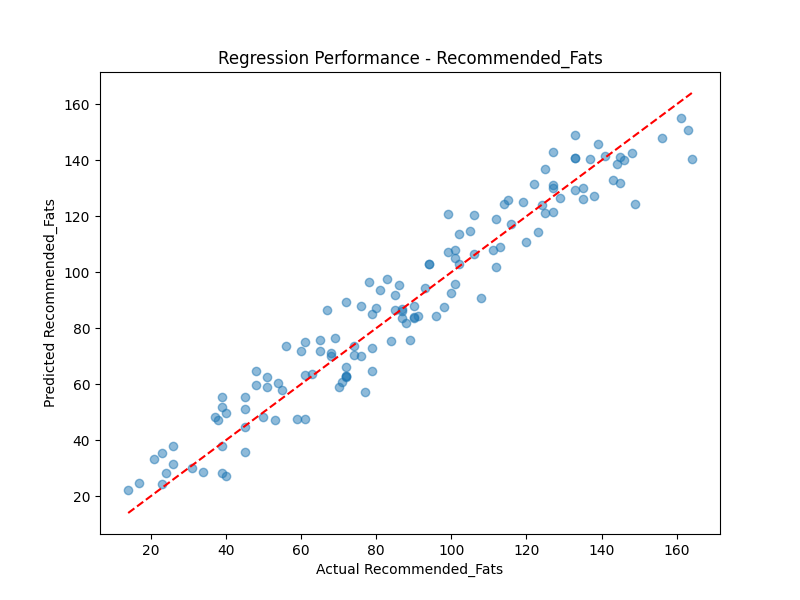 Regression Performance - Recommended_Fats
Predicted Recommended_Fats
160
140
120
100
80
60
40
20
20 40 60 80 100 120 140 160
Actual Recommended_Fats